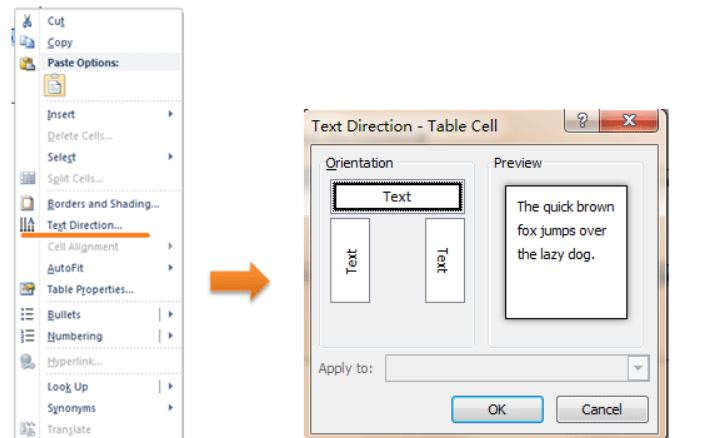 Cut
Copy
Paste Options:
Insert
Delete Cells...
Select
Split Cells...
Borders and Shading...
Text Direction...
Cell Alignment
AutoFit
Table Properties...
Bullets
Numbering
Hyperlink...
Look Up
Synonyms
Translate
Text Direction - Table Cell
Orientation
Text
Text
Text
Preview
The quick brown
fox jumps over
the lazy dog.
Apply to:
OK
Cancel